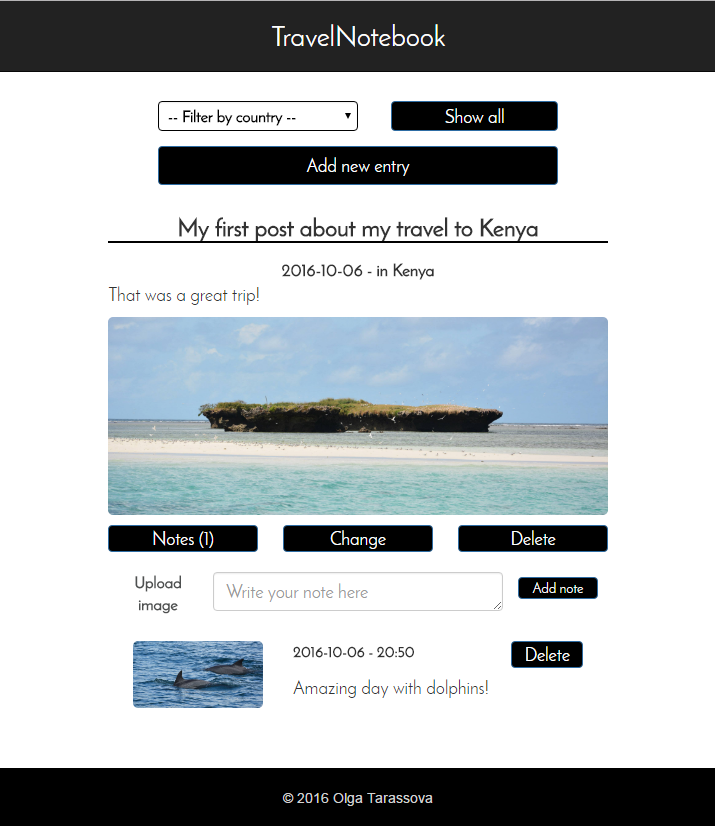 TravelNotebook
-- Filter by country --
Show all
Add new entry
My first post about my travel to Kenya
2016-10-06 - in Kenya
That was a great trip!
Notes (1)
Change
Delete
Upload
image
Write your note here
Add note
2016-10-06 - 20:50
Delete
Amazing day with dolphins!
© 2016 Olga Tarassova